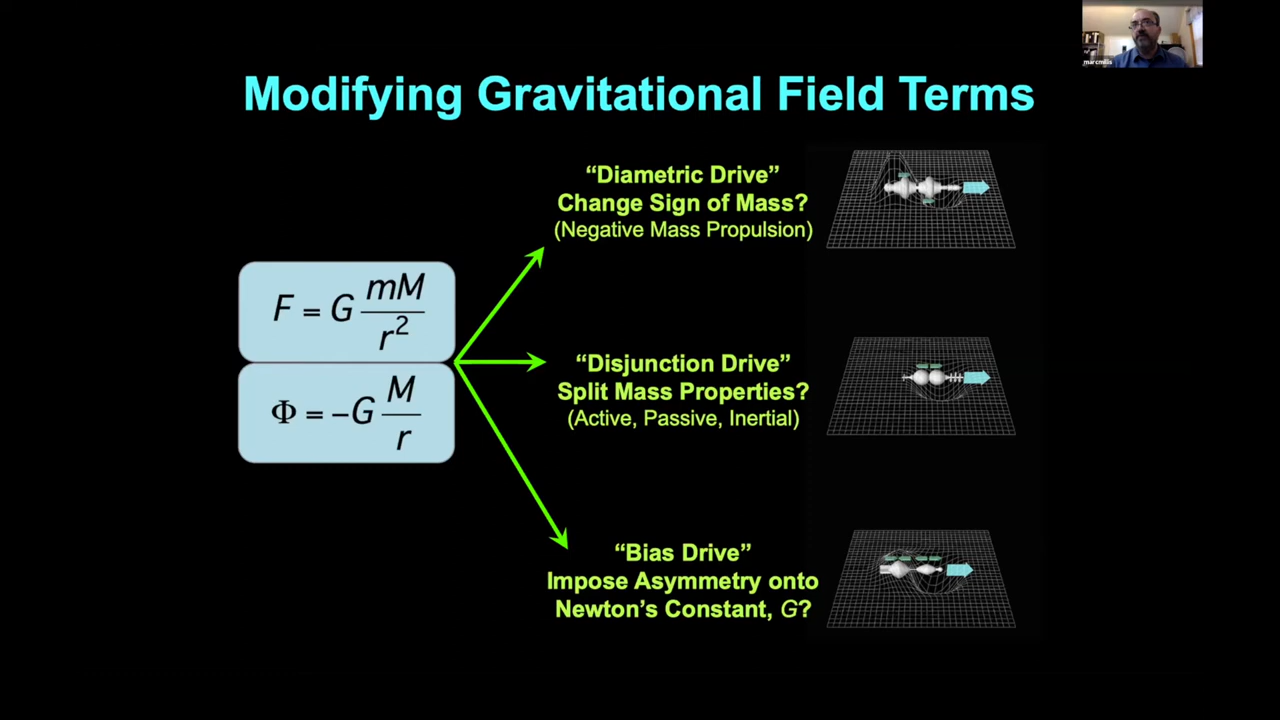 marcmillis
Modifying Gravitational Field Terms
“Diametric Drive”
Change Sign of Mass?
(Negative Mass Propulsion)
F = G mM / r²
Φ = −G M / r
“Disjunction Drive”
Split Mass Properties?
(Active, Passive, Inertial)
“Bias Drive”
Impose Asymmetry onto
Newton’s Constant, G?